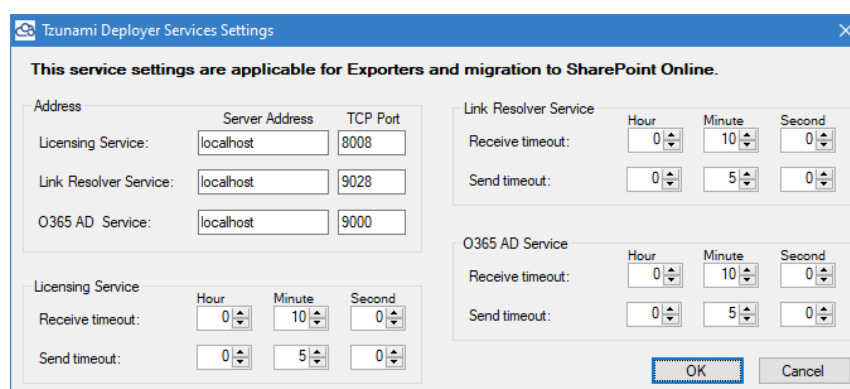 Tzunami Deployer Services Settings
This service settings are applicable for Exporters and migration to SharePoint Online.
Address
Server Address TCP Port
Licensing Service: localhost 8008
Link Resolver Service: localhost 9028
O365 AD Service: localhost 9000
Licensing Service
Hour Minute Second
Receive timeout: 0 10 0
Send timeout: 0 5 0
Link Resolver Service
Hour Minute Second
Receive timeout: 0 10 0
Send timeout: 0 5 0
O365 AD Service
Hour Minute Second
Receive timeout: 0 10 0
Send timeout: 0 5 0
OK Cancel